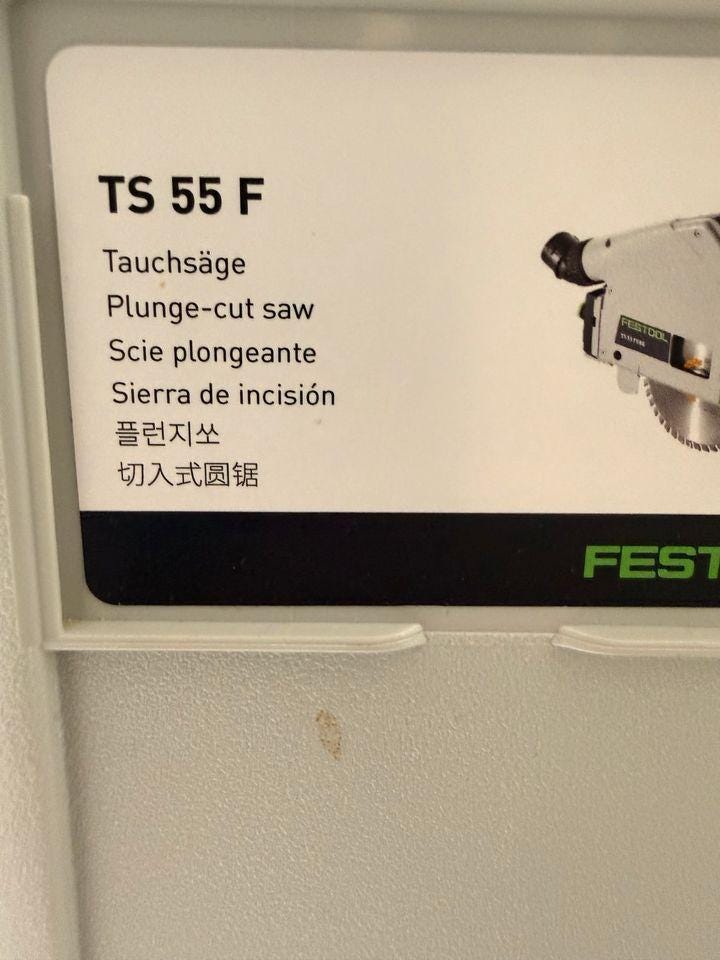 TS 55 F
Tauchsäge
Plunge-cut saw
Scie plongeante
Sierra de incisión
플런지쏘
切入式圆锯
FESTOOL
FEST